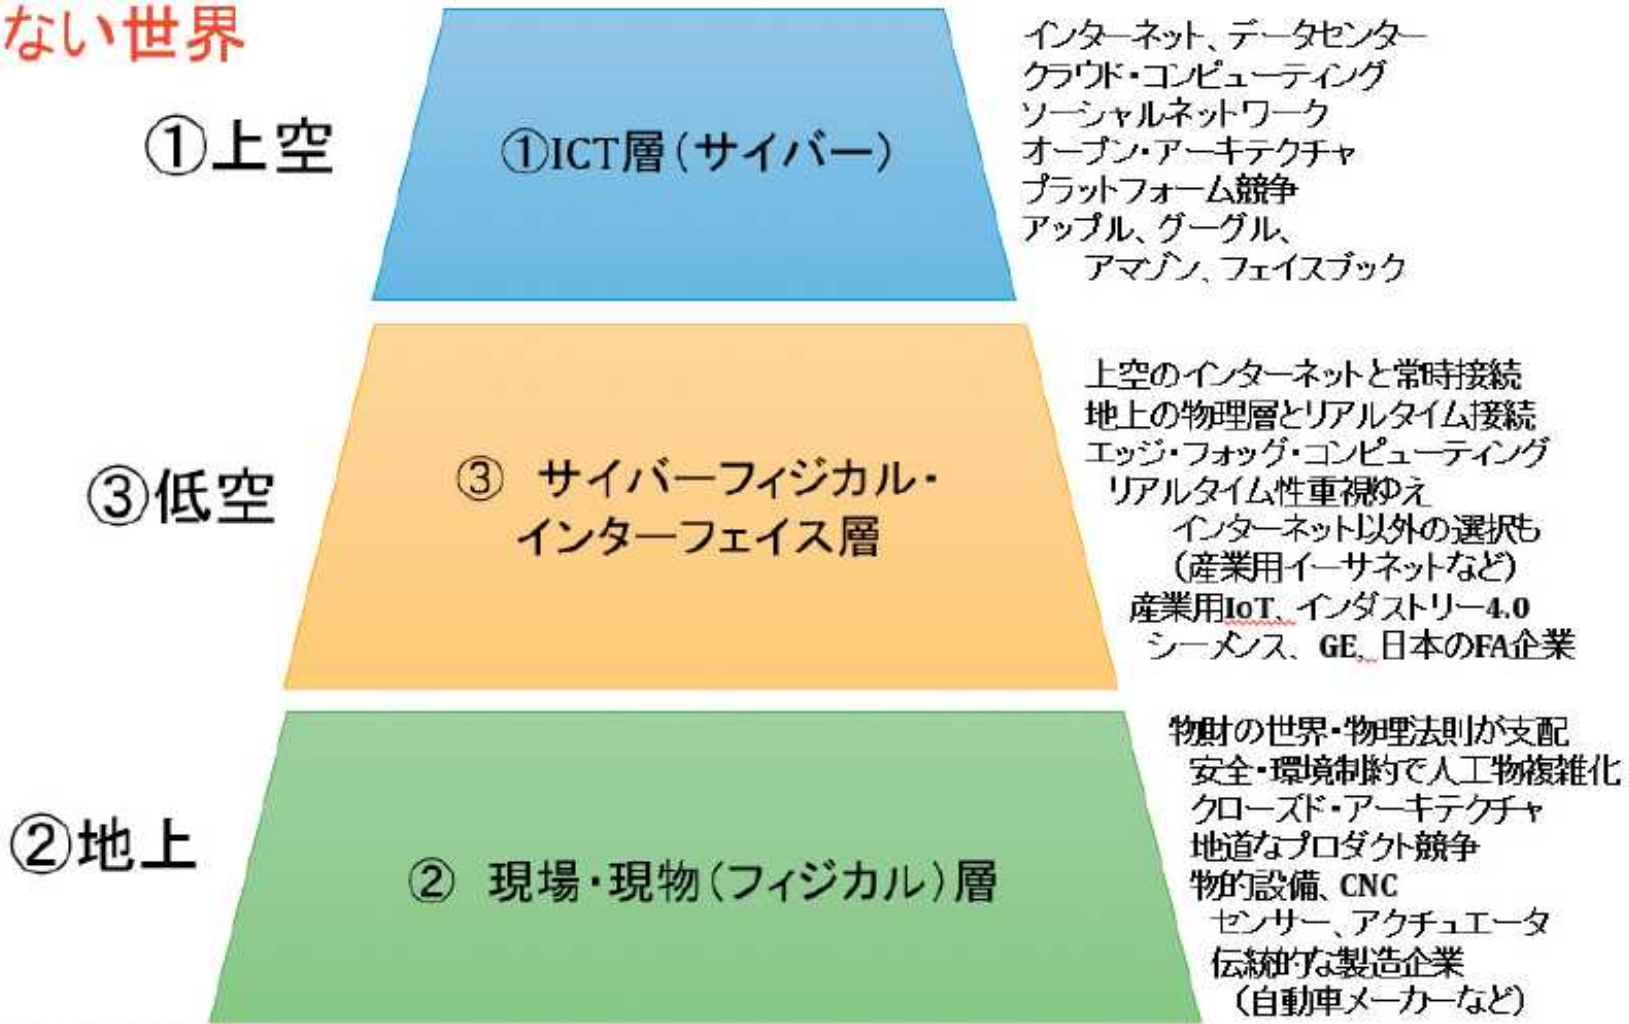 ない世界
①上空
①ICT層(サイバー)
インターネット、データセンター
クラウド・コンピューティング
ソーシャルネットワーク
オープン・アーキテクチャ
プラットフォーム競争
アップル、グーグル、
アマゾン、フェイスブック
③低空
③ サイバーフィジカル・
インターフェイス層
上空のインターネットと常時接続
地上の物理層とリアルタイム接続
エッジ・フォッグ・コンピューティング
リアルタイム性重視ゆえ
インターネット以外の選択も
(産業用イーサネットなど)
産業用IoT、インダストリー4.0
シーメンス、GE、日本のFA企業
②地上
② 現場・現物(フィジカル)層
物財の世界・物理法則が支配
安全・環境制約で人工物複雑化
クローズド・アーキテクチャ
地道なプロダクト競争
物的設備、CNC
センサー、アクチュエータ
伝統的な製造企業
(自動車メーカーなど)